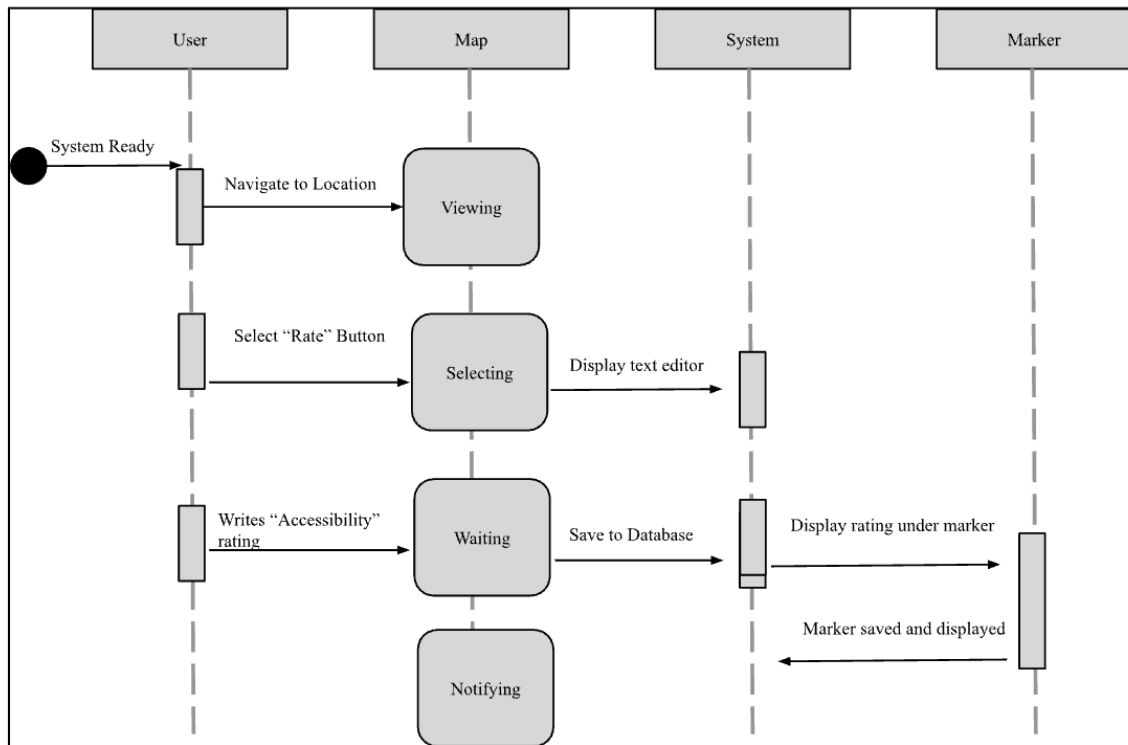 User
Map
System
Marker
System Ready
Navigate to Location
Viewing
Select “Rate” Button
Selecting
Display text editor
Writes “Accessibility”
rating
Waiting
Save to Database
Display rating under marker
Marker saved and displayed
Notifying